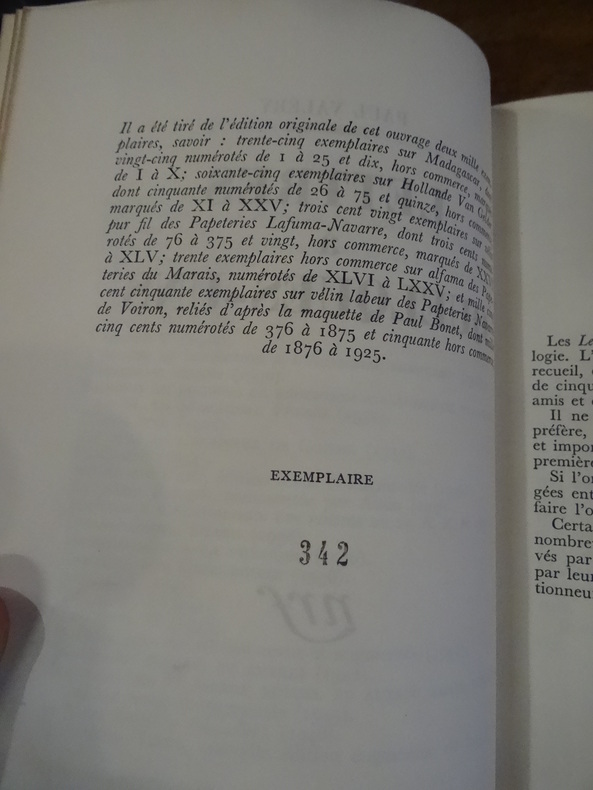 Il a été tiré de l'édition originale de cet ouvrage deux mille
plaires, savoir : trente-cinq exemplaires sur Madagascar,
vingt-cinq numérotés de 1 à 25 et dix, hors commerce,
de I à X; soixante-cinq exemplaires sur Hollande Van
dont cinquante numérotés de 26 à 75 et quinze, hors
marqués de XI à XXV; trois cent vingt exemplaires sur
pur fil des Papeteries Lafuma-Navarre, dont trois cents
rotés de 76 à 375 et vingt, hors commerce, marqués de
à XLV; trente exemplaires hors commerce sur alfama des
teries du Marais, numérotés de XLVI à LXXV; et mille
cent cinquante exemplaires sur vélin labeur des Papeteries
de Voiron, reliés d'après la maquette de Paul Bonet, dont
cinq cents numérotés de 376 à 1875 et cinquante hors
de 1876 à 1925.
EXEMPLAIRE
342
nrf
Les
logie. L'
recueil,
de cinqu
amis et
Il ne
préfère,
et impor
première
Si l'o
gées ent
faire l'o
Certa
nombre
vés par
par leur
tionneu